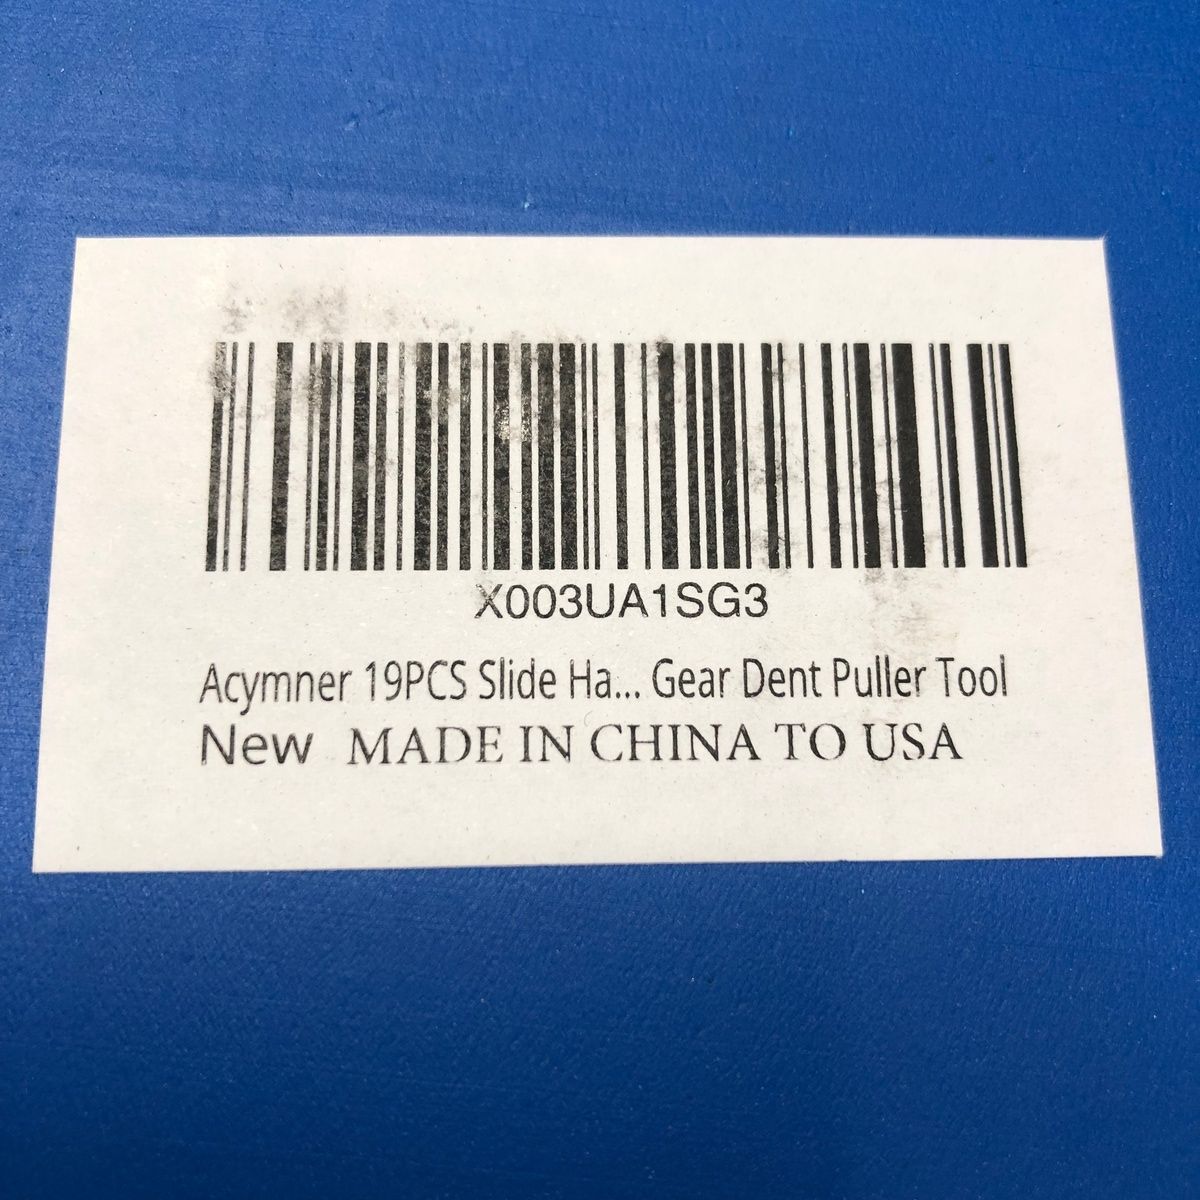 X003UA1SG3
Acymner 19PCS Slide Ha... Gear Dent Puller Tool
New MADE IN CHINA TO USA